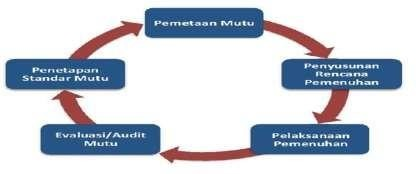 Pemetaan Mutu
Penyusunan
Rencana
Pemenuhan
Pelaksanaan
Pemenuhan
Evaluasi/Audit
Mutu
Penetapan
Standar Mutu